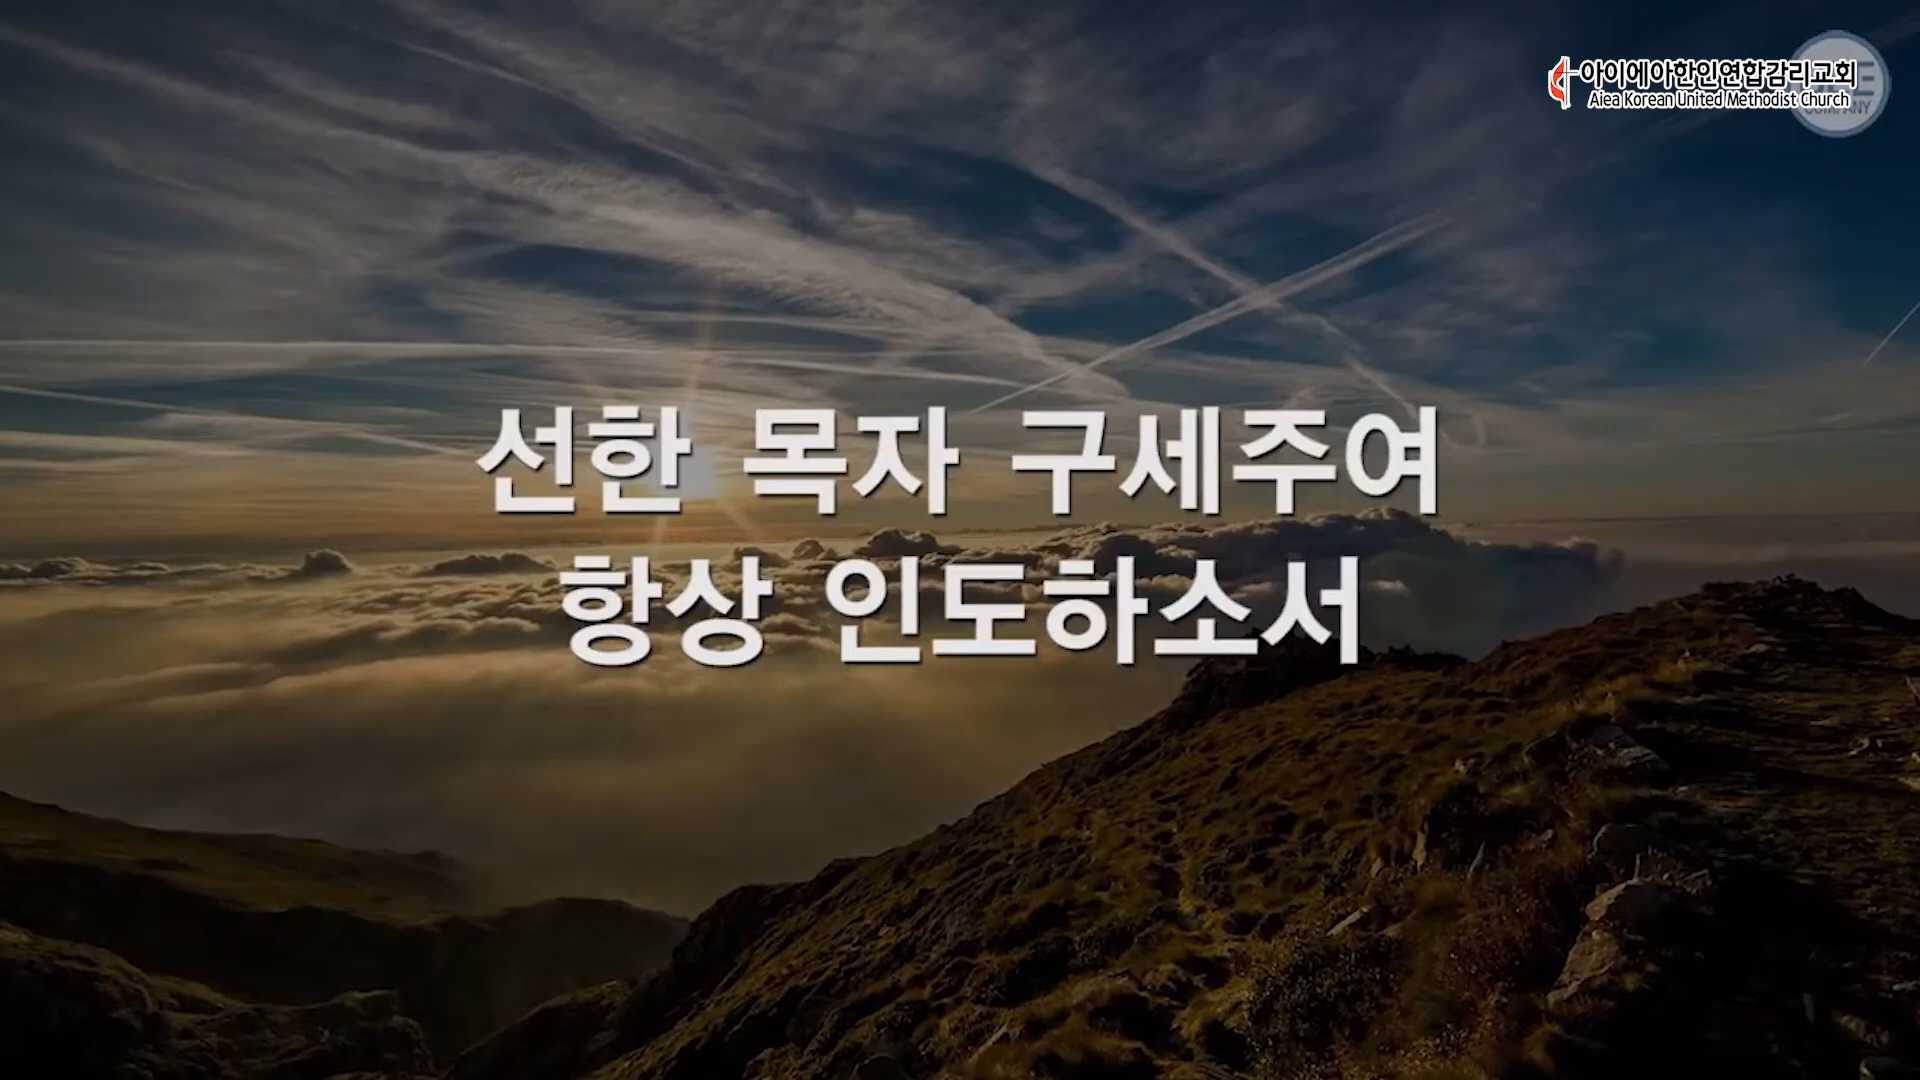 아이에아한인연합감리교회
Aiea Korean United Methodist Church
COMPANY
선한 목자 구세주여
항상 인도하소서